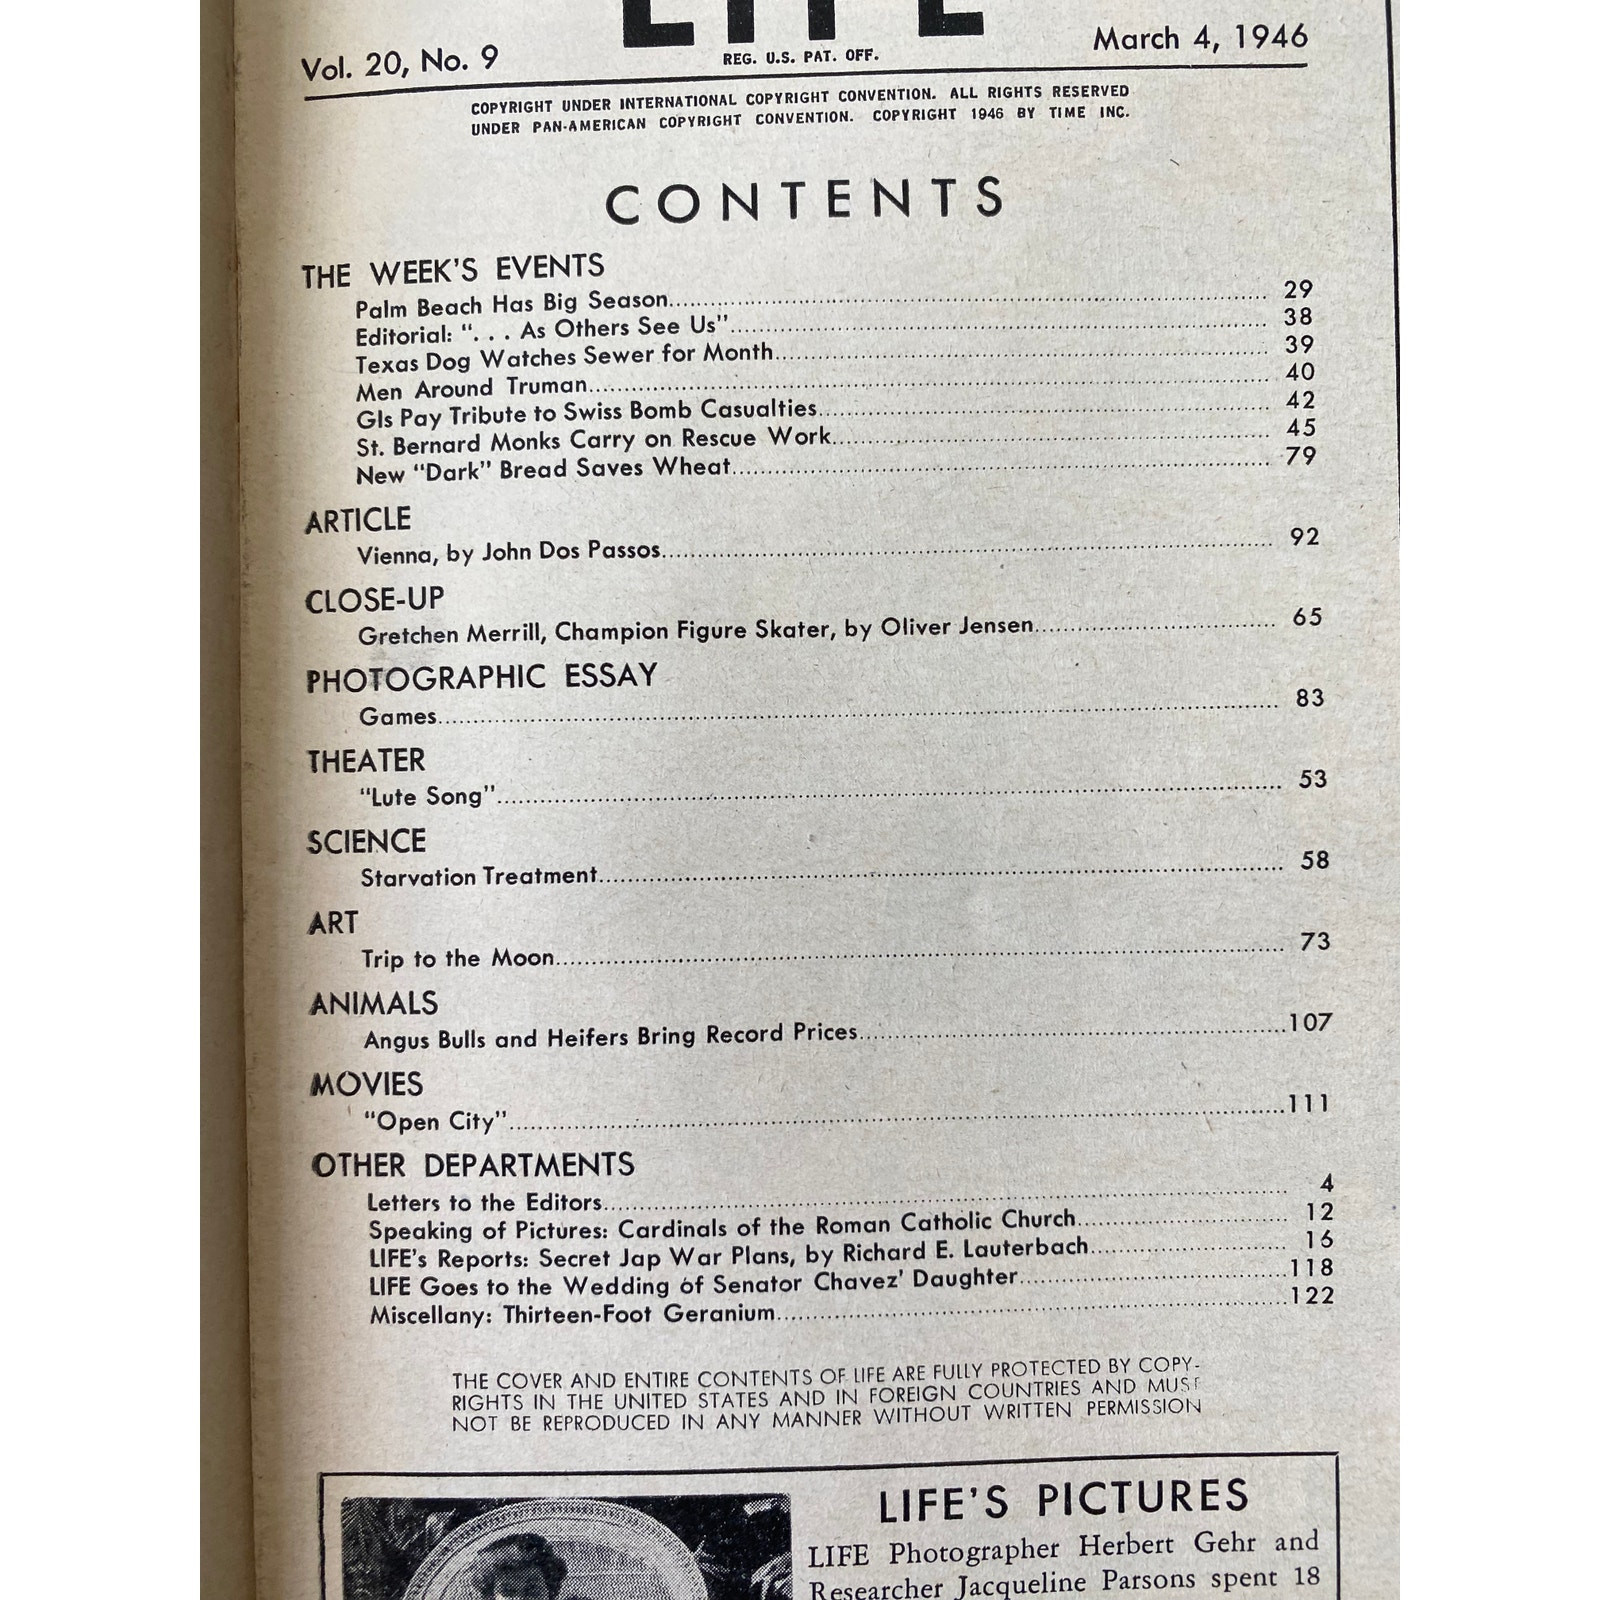 LIFE
Vol. 20, No. 9 REG. U.S. PAT. OFF. March 4, 1946
COPYRIGHT UNDER INTERNATIONAL COPYRIGHT CONVENTION. ALL RIGHTS RESERVED
UNDER PAN-AMERICAN COPYRIGHT CONVENTION. COPYRIGHT 1946 BY TIME INC.
CONTENTS
THE WEEK'S EVENTS
Palm Beach Has Big Season 29
Editorial: ". . . As Others See Us" 38
Texas Dog Watches Sewer for Month 39
Men Around Truman 40
GIs Pay Tribute to Swiss Bomb Casualties 42
St. Bernard Monks Carry on Rescue Work 45
New "Dark" Bread Saves Wheat 79
ARTICLE
Vienna, by John Dos Passos 92
CLOSE-UP
Gretchen Merrill, Champion Figure Skater, by Oliver Jensen 65
PHOTOGRAPHIC ESSAY
Games 83
THEATER
"Lute Song" 53
SCIENCE
Starvation Treatment 58
ART
Trip to the Moon 73
ANIMALS
Angus Bulls and Heifers Bring Record Prices 107
MOVIES
"Open City" 111
OTHER DEPARTMENTS
Letters to the Editors 4
Speaking of Pictures: Cardinals of the Roman Catholic Church 12
LIFE's Reports: Secret Jap War Plans, by Richard E. Lauterbach 16
LIFE Goes to the Wedding of Senator Chavez' Daughter 118
Miscellany: Thirteen-Foot Geranium 122
THE COVER AND ENTIRE CONTENTS OF LIFE ARE FULLY PROTECTED BY COPY-
RIGHTS IN THE UNITED STATES AND IN FOREIGN COUNTRIES AND MUST
NOT BE REPRODUCED IN ANY MANNER WITHOUT WRITTEN PERMISSION
LIFE'S PICTURES
LIFE Photographer Herbert Gehr and
Researcher Jacqueline Parsons spent 18